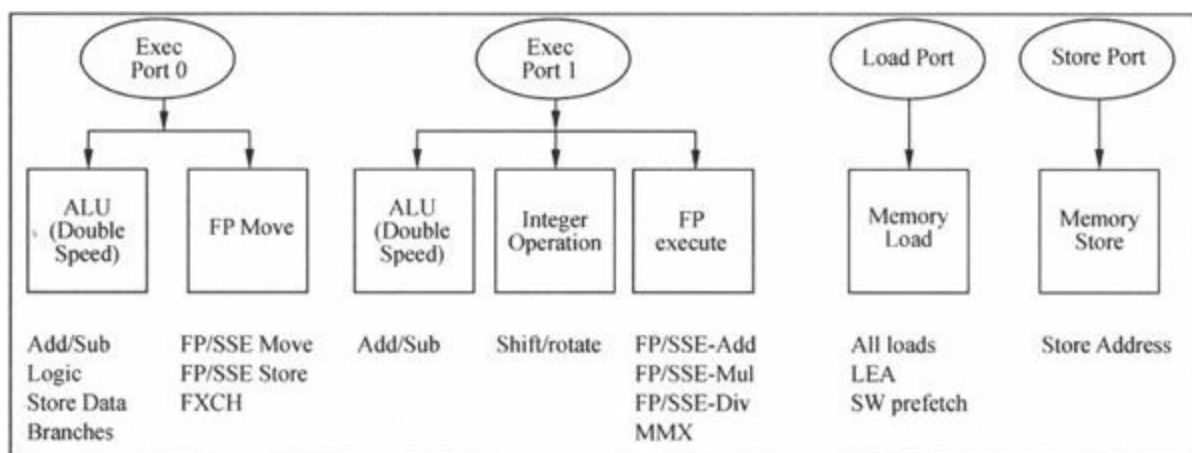 Exec
Port 0
Exec
Port 1
Load Port
Store Port
ALU
(Double
Speed)
FP Move
ALU
(Double
Speed)
Integer
Operation
FP
execute
Memory
Load
Memory
Store
Add/Sub
Logic
Store Data
Branches
FP/SSE Move
FP/SSE Store
FXCH
Add/Sub
Shift/rotate
FP/SSE-Add
FP/SSE-Mul
FP/SSE-Div
MMX
All loads
LEA
SW prefetch
Store Address